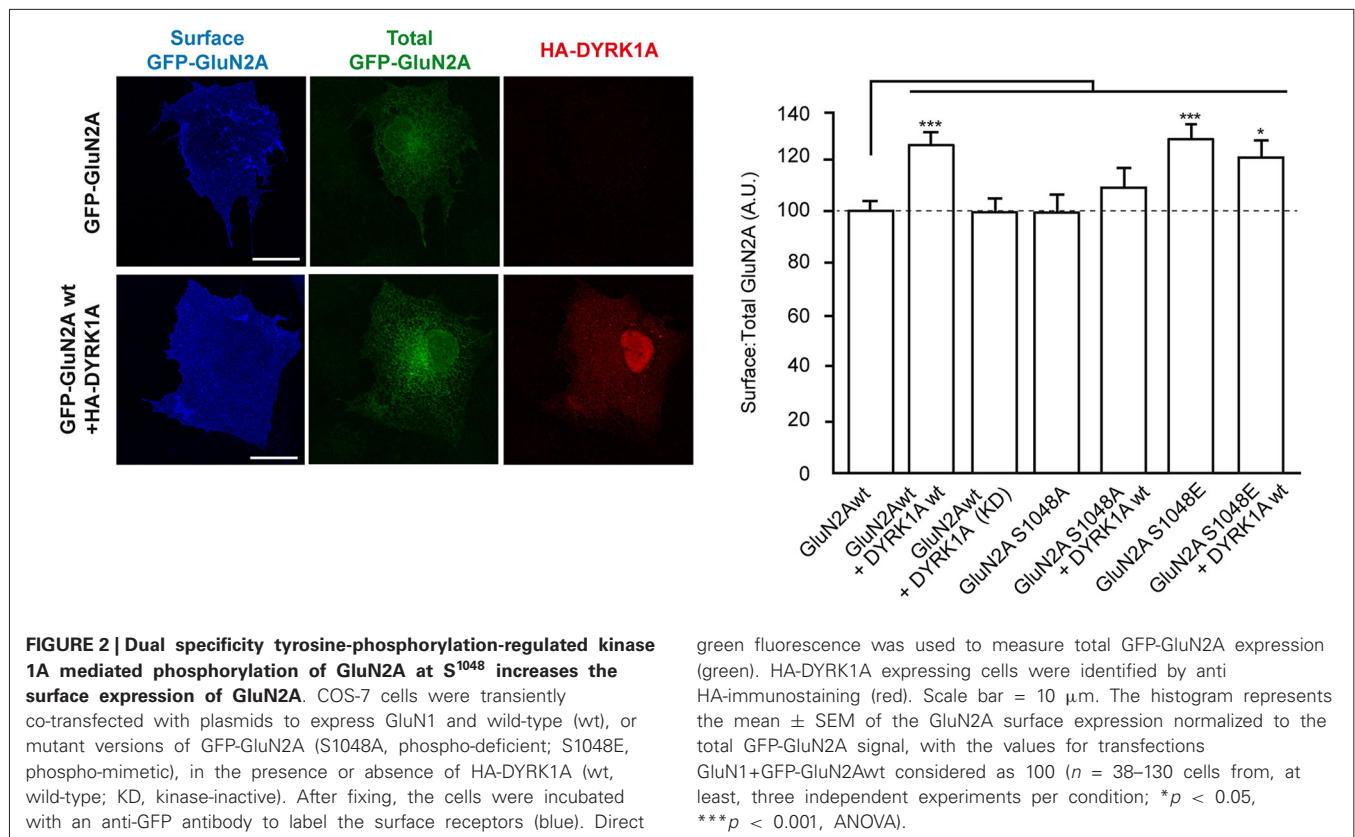 Surface
GFP-GluN2A
Total
GFP-GluN2A
HA-DYRK1A
GFP-GluN2A
GFP-GluN2A wt
+HA-DYRK1A
Surface:Total GluN2A (A.U.)
140
120
100
80
60
40
20
0
***
***
*
GluN2Awt
GluN2Awt
+ DYRK1A wt
GluN2Awt
+ DYRK1A (KD)
GluN2A S1048A
GluN2A S1048A
+ DYRK1A wt
GluN2A S1048E
GluN2A S1048E
+ DYRK1A wt
FIGURE 2 | Dual specificity tyrosine-phosphorylation-regulated kinase
1A mediated phosphorylation of GluN2A at S¹⁰⁴⁸ increases the
surface expression of GluN2A. COS-7 cells were transiently
co-transfected with plasmids to express GluN1 and wild-type (wt), or
mutant versions of GFP-GluN2A (S1048A, phospho-deficient; S1048E,
phospho-mimetic), in the presence or absence of HA-DYRK1A (wt,
wild-type; KD, kinase-inactive). After fixing, the cells were incubated
with an anti-GFP antibody to label the surface receptors (blue). Direct
green fluorescence was used to measure total GFP-GluN2A expression
(green). HA-DYRK1A expressing cells were identified by anti
HA-immunostaining (red). Scale bar = 10 μm. The histogram represents
the mean ± SEM of the GluN2A surface expression normalized to the
total GFP-GluN2A signal, with the values for transfections
GluN1+GFP-GluN2Awt considered as 100 (n = 38–130 cells from, at
least, three independent experiments per condition; *p < 0.05,
***p < 0.001, ANOVA).